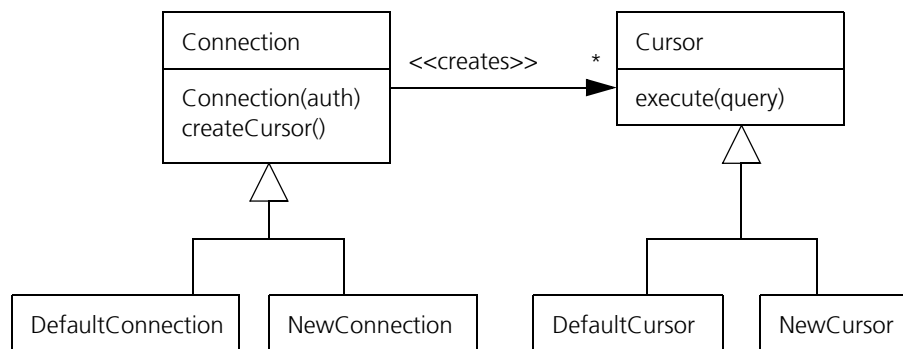 Connection
Connection(auth)
createCursor()
<<creates>>
*
Cursor
execute(query)
DefaultConnection
NewConnection
DefaultCursor
NewCursor